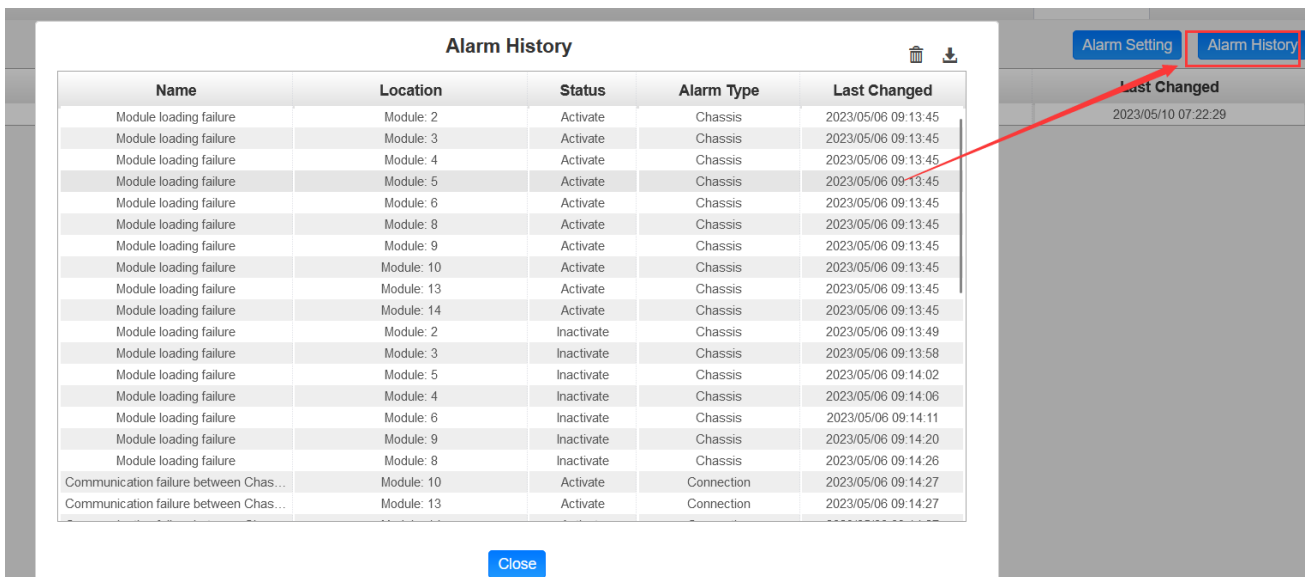 Alarm History
Alarm Setting
Alarm History
Name Location Status Alarm Type Last Changed
Last Changed
Module loading failure Module: 2 Activate Chassis 2023/05/06 09:13:45
2023/05/10 07:22:29
Module loading failure Module: 3 Activate Chassis 2023/05/06 09:13:45
Module loading failure Module: 4 Activate Chassis 2023/05/06 09:13:45
Module loading failure Module: 5 Activate Chassis 2023/05/06 09:13:45
Module loading failure Module: 6 Activate Chassis 2023/05/06 09:13:45
Module loading failure Module: 8 Activate Chassis 2023/05/06 09:13:45
Module loading failure Module: 9 Activate Chassis 2023/05/06 09:13:45
Module loading failure Module: 10 Activate Chassis 2023/05/06 09:13:45
Module loading failure Module: 13 Activate Chassis 2023/05/06 09:13:45
Module loading failure Module: 14 Activate Chassis 2023/05/06 09:13:45
Module loading failure Module: 2 Inactivate Chassis 2023/05/06 09:13:49
Module loading failure Module: 3 Inactivate Chassis 2023/05/06 09:13:58
Module loading failure Module: 5 Inactivate Chassis 2023/05/06 09:14:02
Module loading failure Module: 4 Inactivate Chassis 2023/05/06 09:14:06
Module loading failure Module: 6 Inactivate Chassis 2023/05/06 09:14:11
Module loading failure Module: 9 Inactivate Chassis 2023/05/06 09:14:20
Module loading failure Module: 8 Inactivate Chassis 2023/05/06 09:14:26
Communication failure between Chas... Module: 10 Activate Connection 2023/05/06 09:14:27
Communication failure between Chas... Module: 13 Activate Connection 2023/05/06 09:14:27
Close